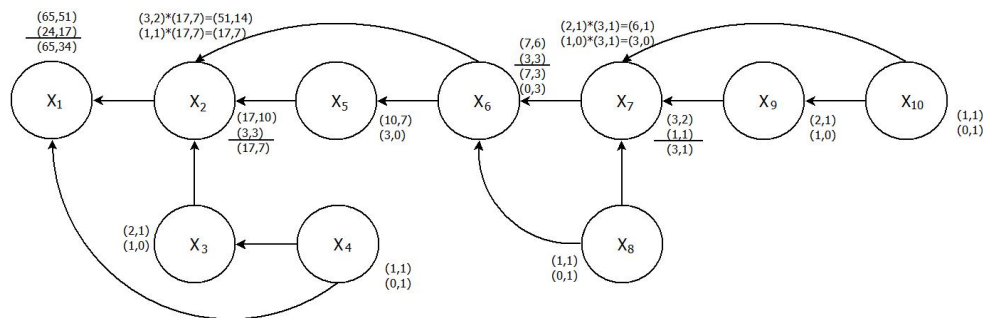 (65,51)
(24,17)
(65,34)
(3,2)*(17,7)=(51,14)
(1,1)*(17,7)=(17,7)
(7,6)
(3,3)
(7,3)
(0,3)
(2,1)*(3,1)=(6,1)
(1,0)*(3,1)=(3,0)
X1
X2
X5
X6
X7
X9
X10
(17,10)
(3,3)
(17,7)
(10,7)
(3,0)
(3,2)
(1,1)
(3,1)
(2,1)
(1,0)
(1,1)
(0,1)
(2,1)
(1,0)
X3
X4
(1,1)
(0,1)
(1,1)
(0,1)
X8